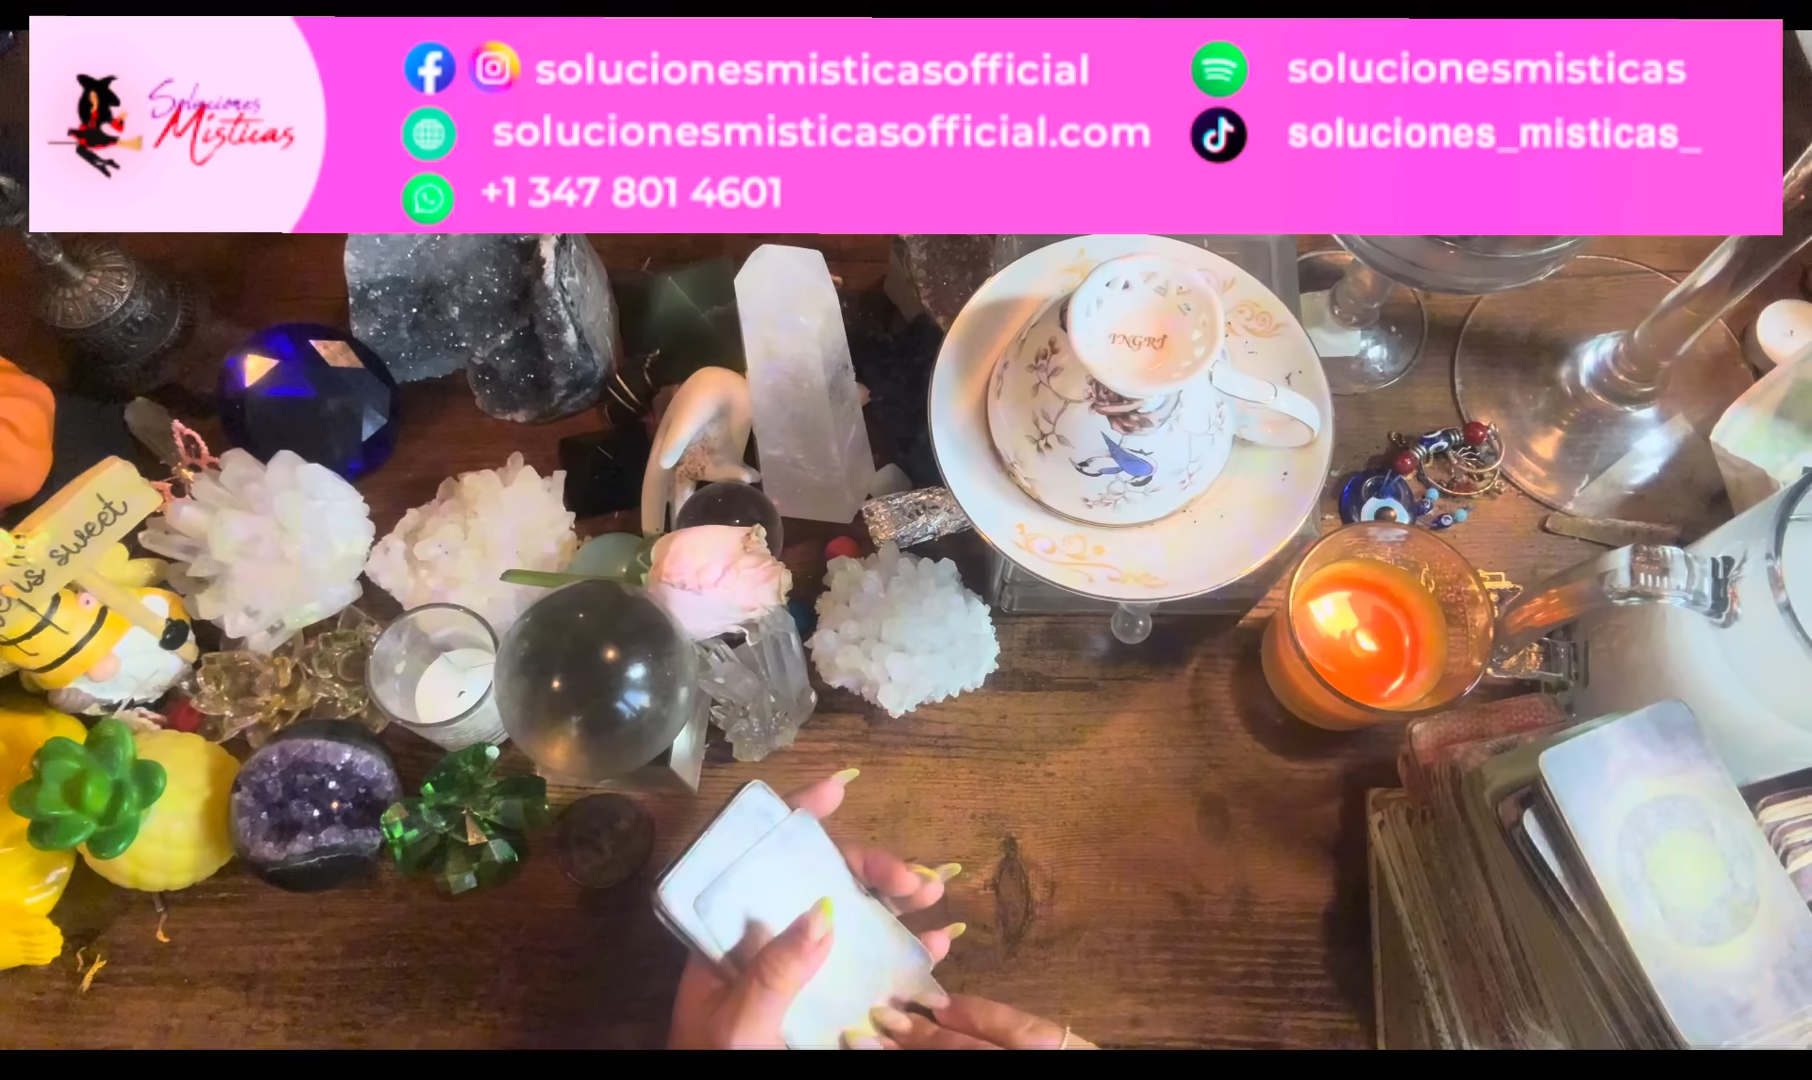 Soluciones
Misticas
solucionesmisticasofficial
solucionesmisticasofficial.com
+1 347 801 4601
solucionesmisticas
soluciones_misticas_
INGRI
is sweet